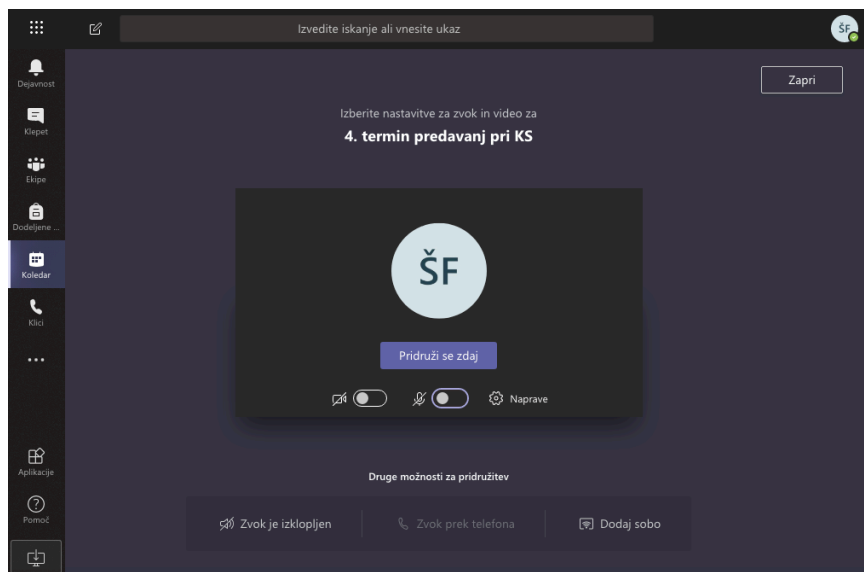 Izvedite iskanje ali vnesite ukaz
ŠF
Dejavnost
Klepet
Ekipe
Dodeljene ...
Koledar
Klici
Aplikacije
Pomoč
Zapri
Izberite nastavitve za zvok in video za
4. termin predavanj pri KS
ŠF
Pridruži se zdaj
Naprave
Druge možnosti za pridružitev
Zvok je izklopljen
Zvok prek telefona
Dodaj sobo